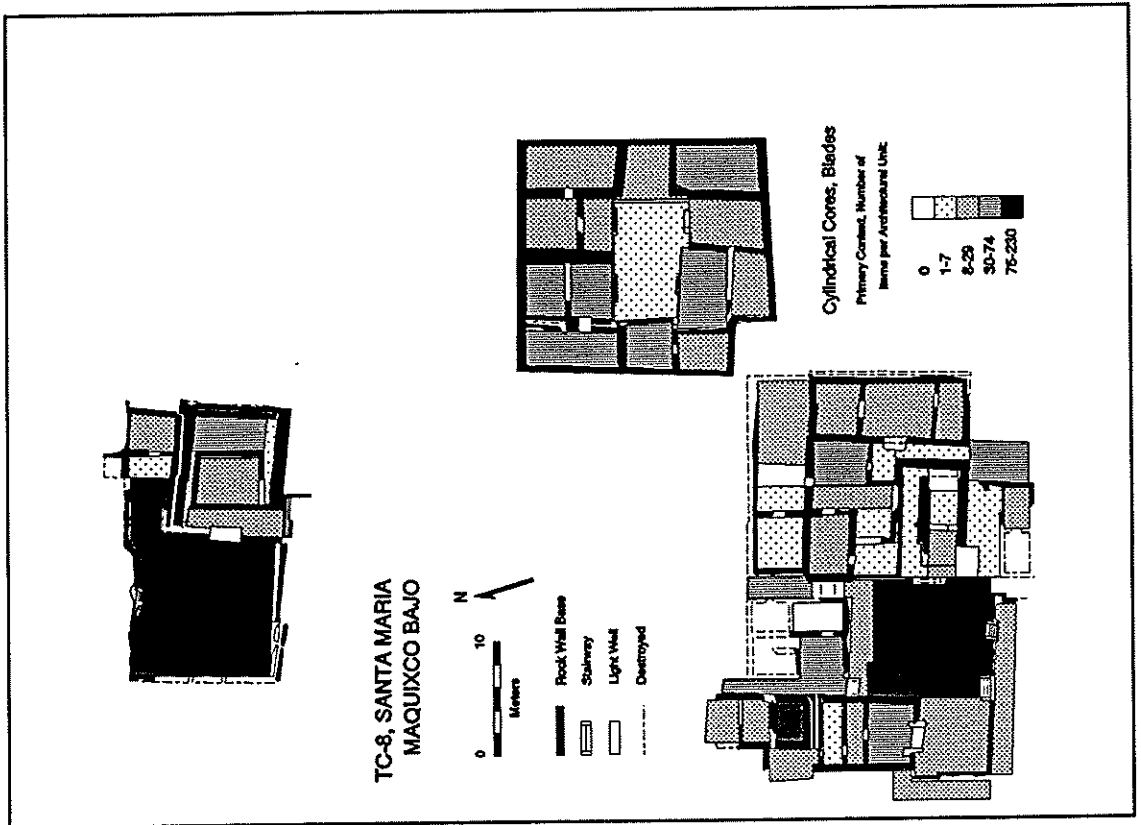 TC-8, SANTA MARIA
MAQUIXCO BAJO
N
0 10
Meters
Rock Wall Base
Stairway
Light Well
Destroyed
Cylindrical Cores, Blades
Primary Context, Number of
Items per Architectural Unit:
0
1-7
8-29
30-74
75-230